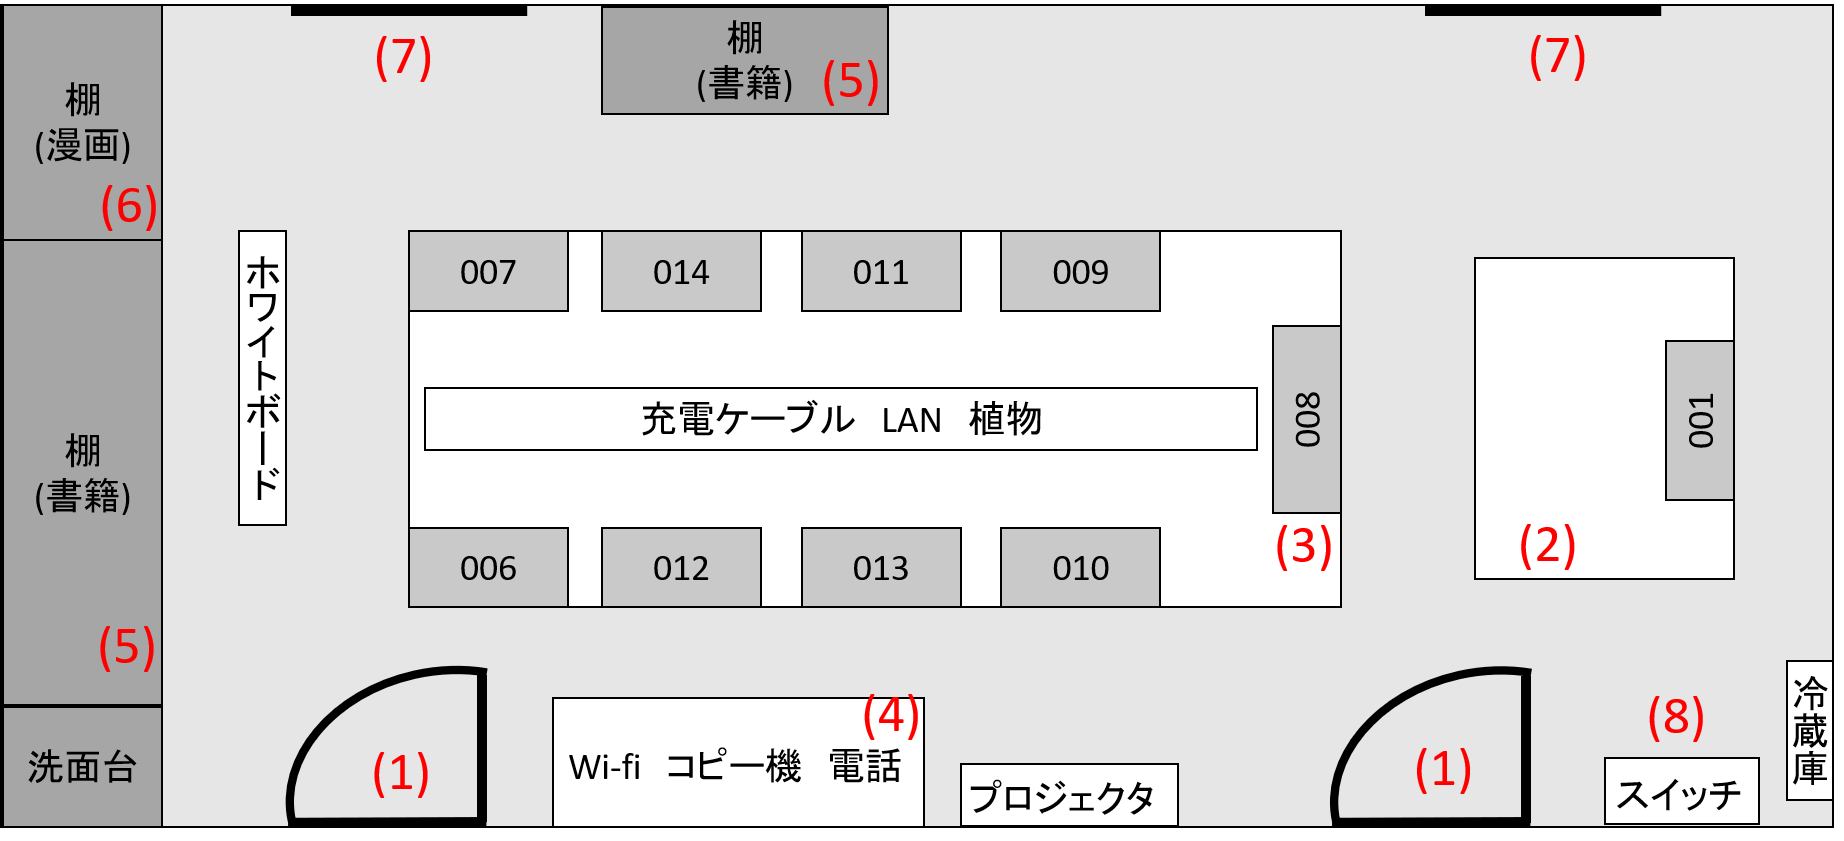 (7)
棚
(書籍) (5)
(7)
棚
(漫画)
(6)
ホワイトボード
007
014
011
009
充電ケーブル LAN 植物
008
001
棚
(書籍)
(5)
006
012
013
010
(3)
(2)
洗面台
(1)
(4)
Wi-fi コピー機 電話
プロジェクタ
(1)
(8)
スイッチ
冷蔵庫